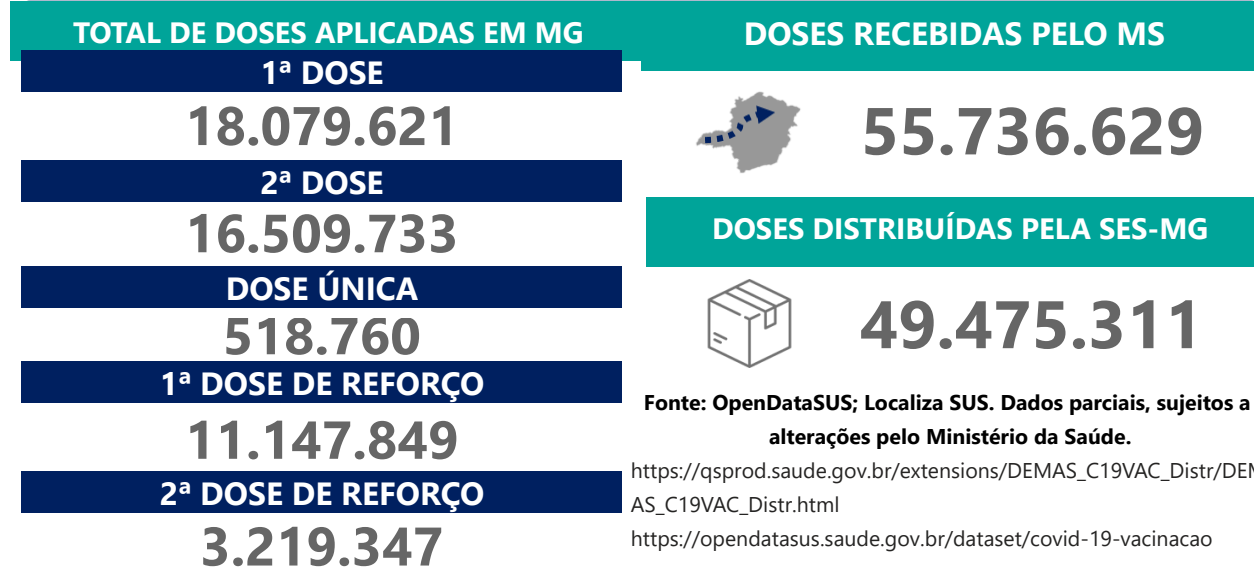 TOTAL DE DOSES APLICADAS EM MG
1ª DOSE
18.079.621
2ª DOSE
16.509.733
DOSE ÚNICA
518.760
1ª DOSE DE REFORÇO
11.147.849
2ª DOSE DE REFORÇO
3.219.347
DOSES RECEBIDAS PELO MS
55.736.629
DOSES DISTRIBUÍDAS PELA SES-MG
49.475.311
Fonte: OpenDataSUS; Localiza SUS. Dados parciais, sujeitos a
alterações pelo Ministério da Saúde.
https://qsprod.saude.gov.br/extensions/DEMAS_C19VAC_Distr/DEM
AS_C19VAC_Distr.html
https://opendatasus.saude.gov.br/dataset/covid-19-vacinacao